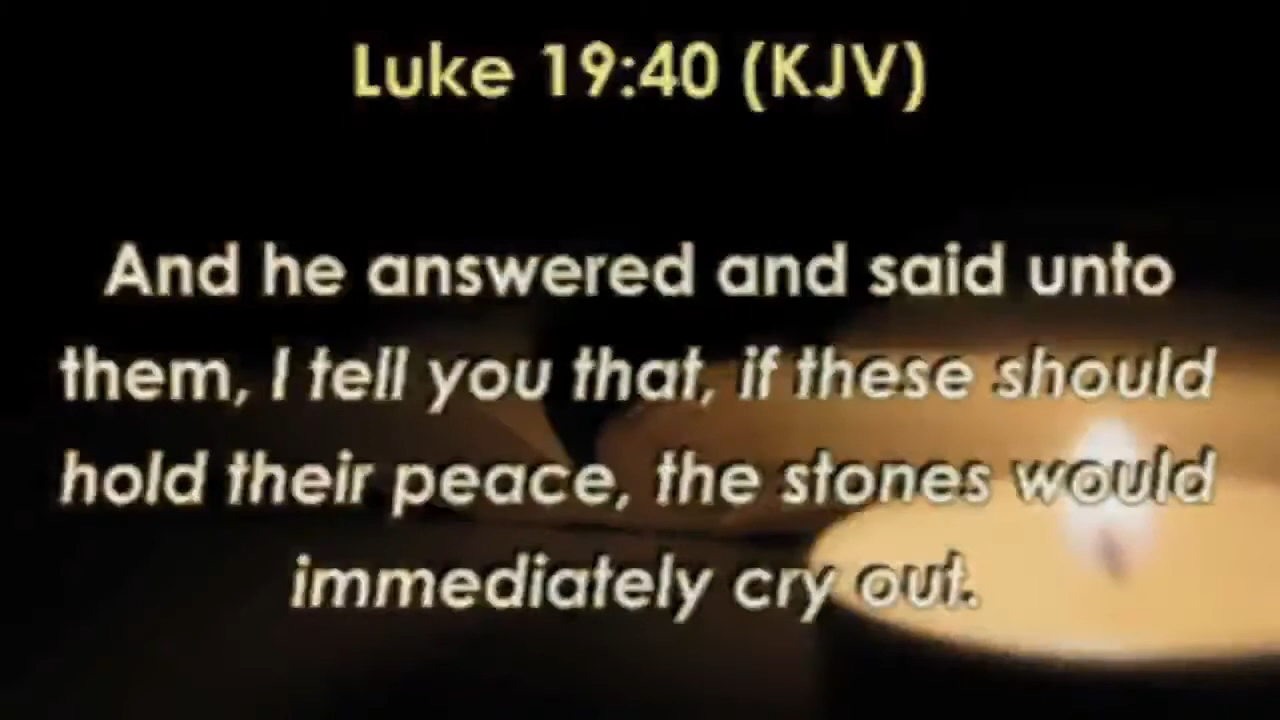 Luke 19:40 (KJV)
And he answered and said unto
them, I tell you that, if these should
hold their peace, the stones would
immediately cry out.